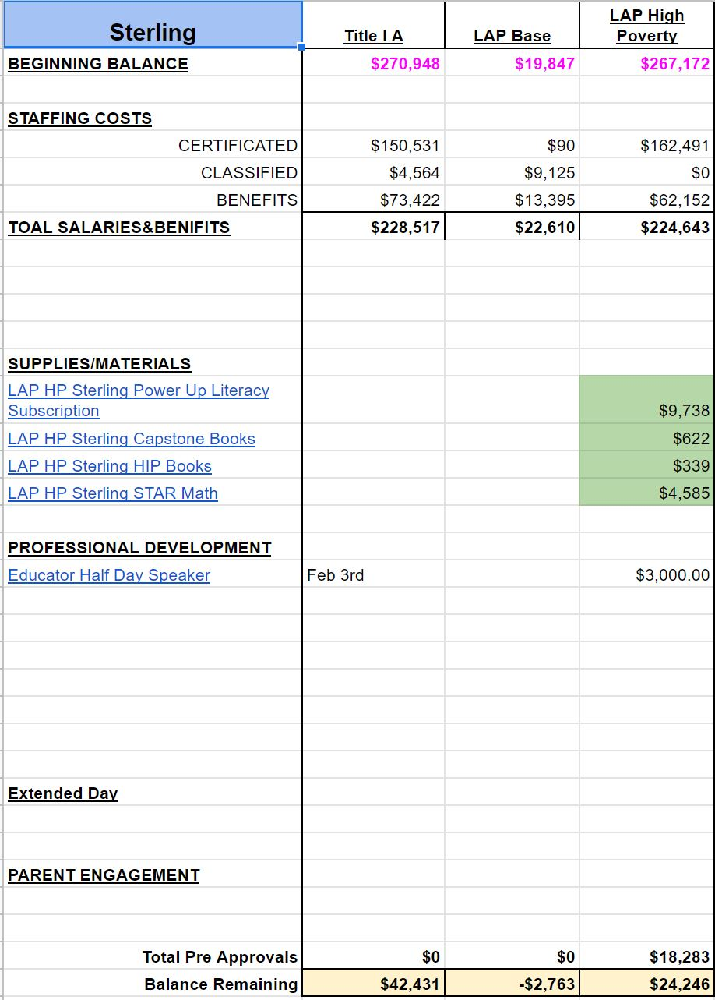 Sterling Title I A LAP Base LAP High Poverty
BEGINNING BALANCE $270,948 $19,847 $267,172
STAFFING COSTS
CERTIFICATED $150,531 $90 $162,491
CLASSIFIED $4,564 $9,125 $0
BENEFITS $73,422 $13,395 $62,152
TOAL SALARIES&BENIFITS $228,517 $22,610 $224,643
SUPPLIES/MATERIALS
LAP HP Sterling Power Up Literacy
Subscription $9,738
LAP HP Sterling Capstone Books $622
LAP HP Sterling HIP Books $339
LAP HP Sterling STAR Math $4,585
PROFESSIONAL DEVELOPMENT
Educator Half Day Speaker Feb 3rd $3,000.00
Extended Day
PARENT ENGAGEMENT
Total Pre Approvals $0 $0 $18,283
Balance Remaining $42,431 -$2,763 $24,246